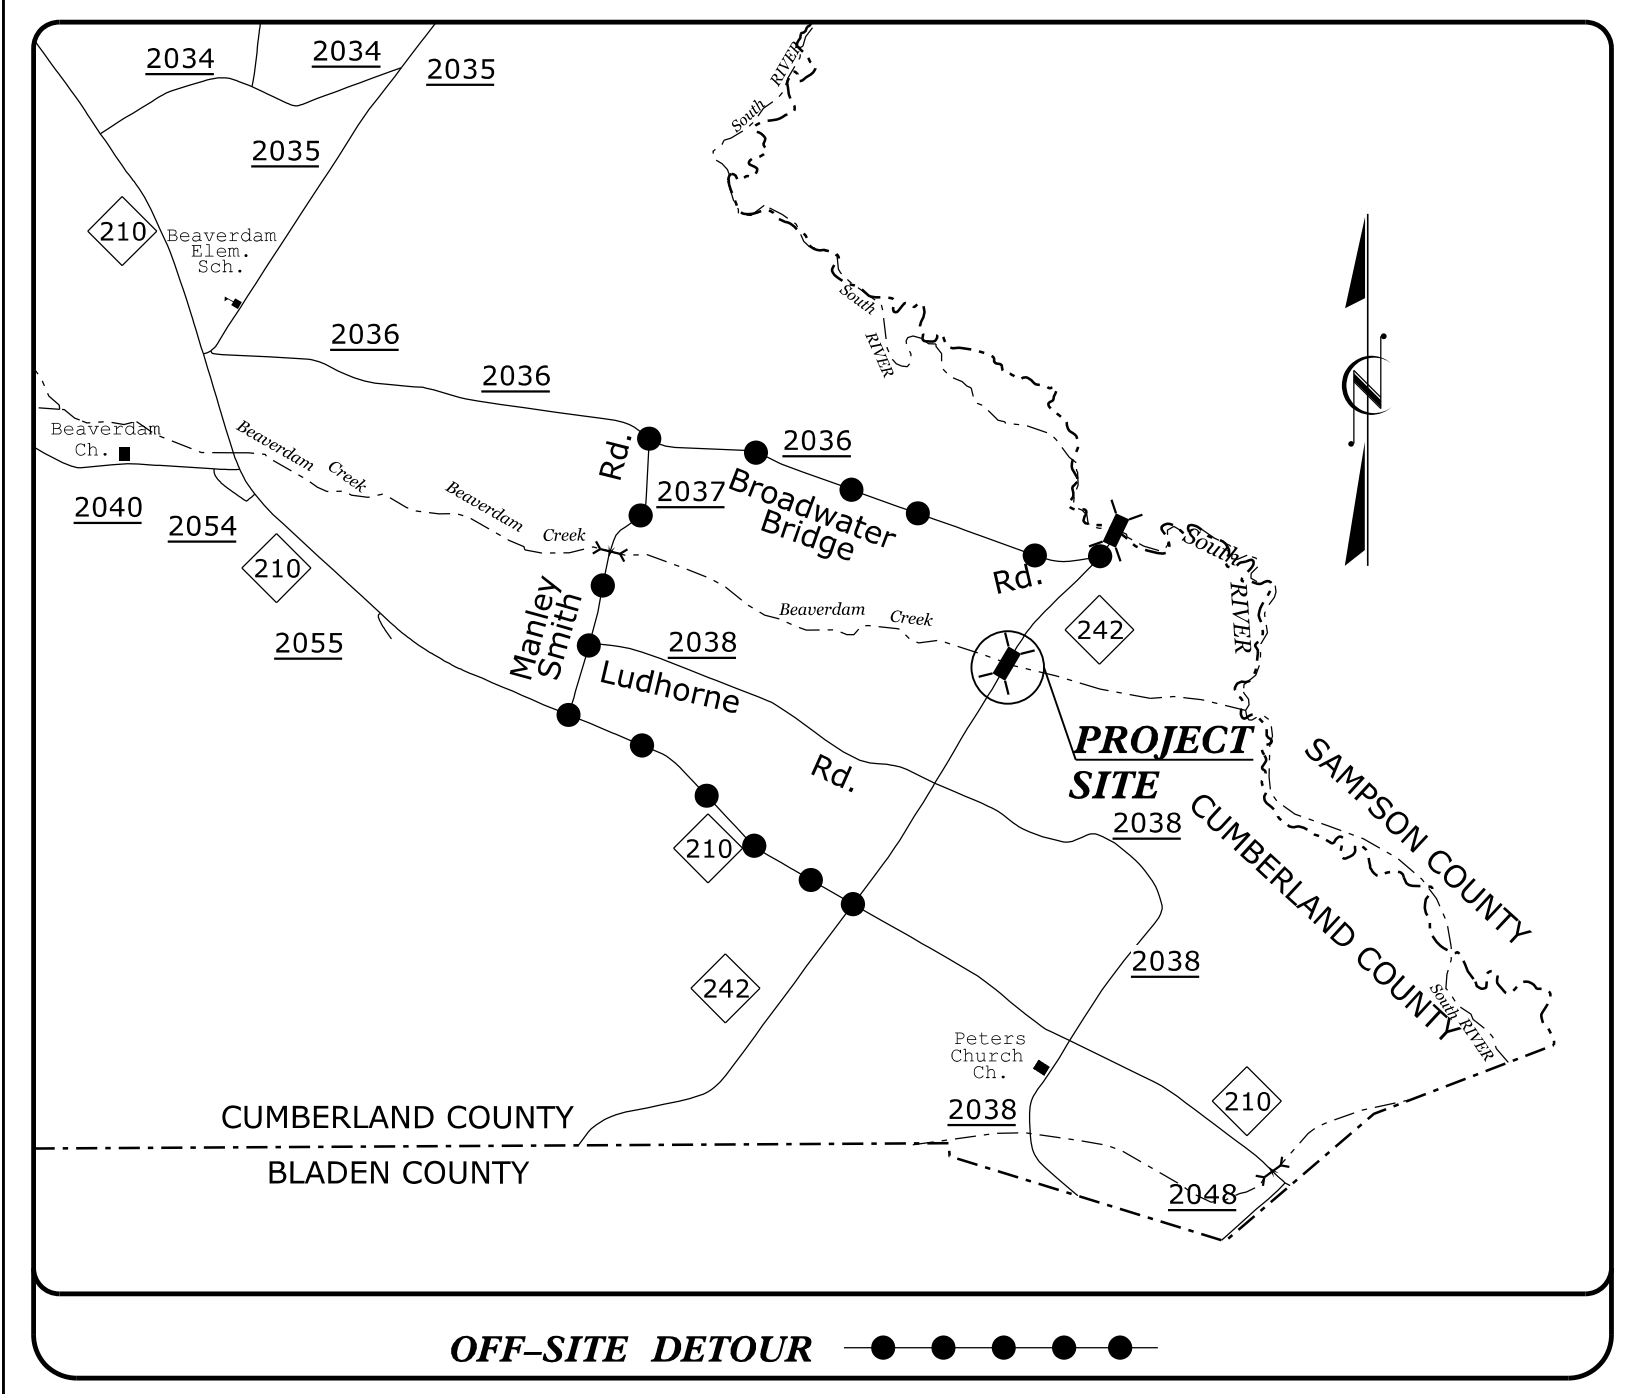 2034
2034
2035
South RIVER
2035
210
Beaverdam
Elem.
Sch.
South
RIVER
2036
2036
Beaverdam
Ch.
Beaverdam Creek
2036
Rd.
2037
Broadwater
Bridge
Rd.
2040
2054
Beaverdam Creek
210
South
RIVER
N
Manley
Smith
Beaverdam Creek
242
2055
2038
Ludhorne
Rd.
PROJECT
SITE
SAMPSON COUNTY
CUMBERLAND COUNTY
2038
210
2038
242
South RIVER
Peters
Church
Ch.
2038
210
CUMBERLAND COUNTY
BLADEN COUNTY
2048
OFF-SITE DETOUR